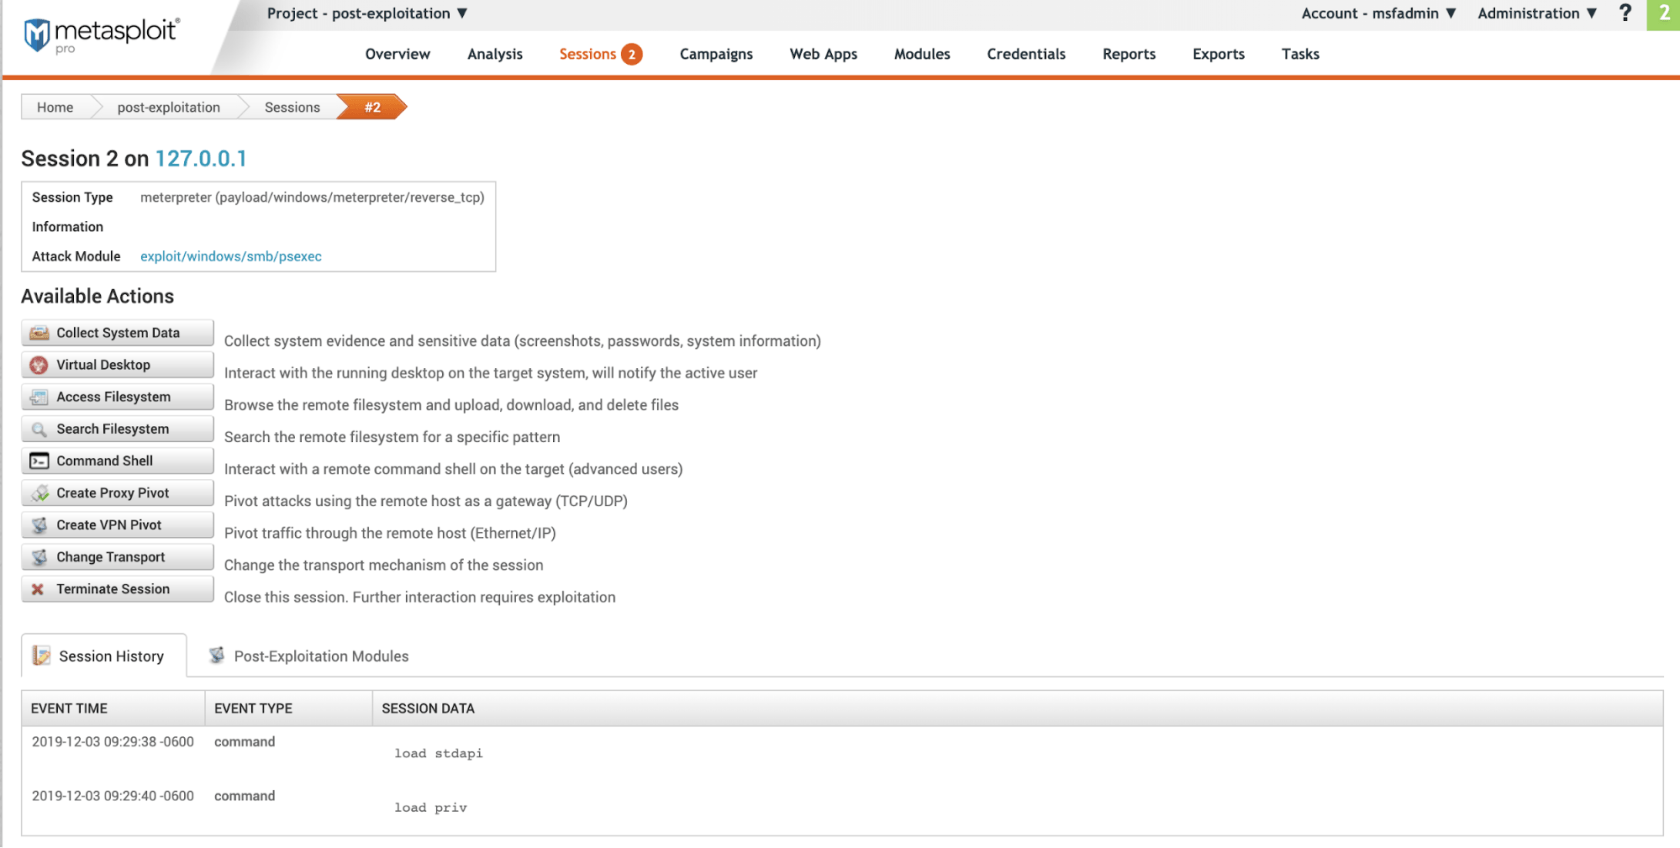 metasploit®
pro
Project - post-exploitation ▼
Account - msfadmin ▼ Administration ▼ ? 2
Overview Analysis Sessions 2 Campaigns Web Apps Modules Credentials Reports Exports Tasks
Home post-exploitation Sessions #2
Session 2 on 127.0.0.1
Session Type meterpreter (payload/windows/meterpreter/reverse_tcp)
Information
Attack Module exploit/windows/smb/psexec
Available Actions
Collect System Data Collect system evidence and sensitive data (screenshots, passwords, system information)
Virtual Desktop Interact with the running desktop on the target system, will notify the active user
Access Filesystem Browse the remote filesystem and upload, download, and delete files
Search Filesystem Search the remote filesystem for a specific pattern
Command Shell Interact with a remote command shell on the target (advanced users)
Create Proxy Pivot Pivot attacks using the remote host as a gateway (TCP/UDP)
Create VPN Pivot Pivot traffic through the remote host (Ethernet/IP)
Change Transport Change the transport mechanism of the session
Terminate Session Close this session. Further interaction requires exploitation
Session History Post-Exploitation Modules
EVENT TIME EVENT TYPE SESSION DATA
2019-12-03 09:29:38 -0600 command load stdapi
2019-12-03 09:29:40 -0600 command load priv